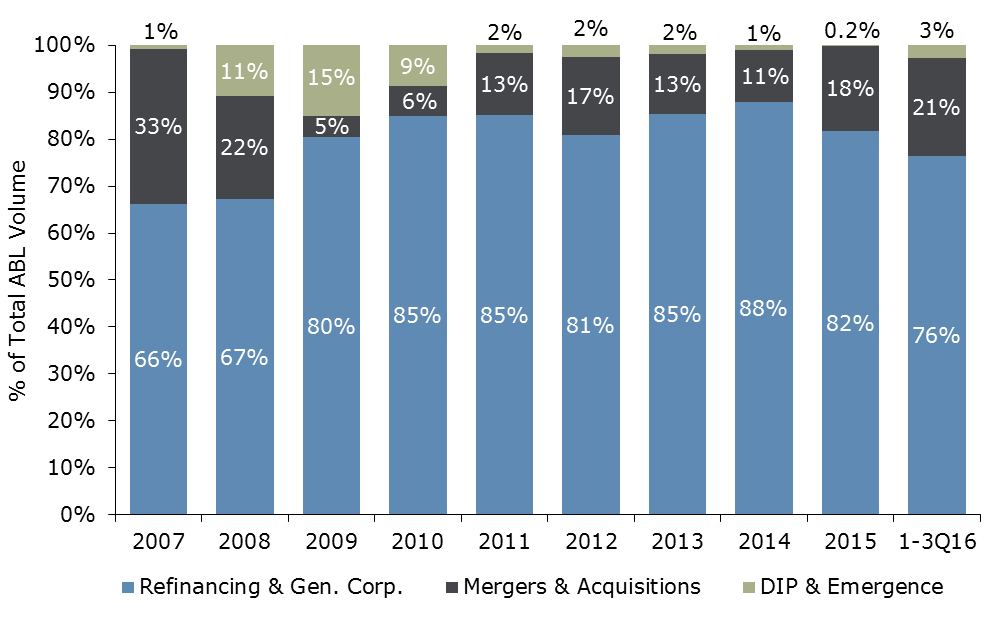 1% 2% 2% 2% 1% 0.2% 3%
100%
90%
80%
70%
60%
50%
40%
30%
20%
10%
0%
% of Total ABL Volume
11% 15% 9%
33% 22% 5% 6% 13% 17% 13% 11% 18% 21%
66% 67% 80% 85% 85% 81% 85% 88% 82% 76%
2007 2008 2009 2010 2011 2012 2013 2014 2015 1-3Q16
Refinancing & Gen. Corp. Mergers & Acquisitions DIP & Emergence